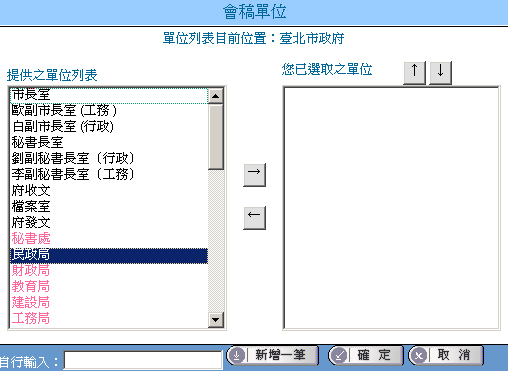 會稿單位
單位列表目前位置：臺北市政府
提供之單位列表
您已選取之單位
↑ ↓
市長室
歐副市長室 (工務 )
白副市長室 (行政)
秘書長室
劉副秘書長室〔行政〕
李副秘書長室〔工務〕
府收文
檔案室
府發文
秘書處
民政局
財政局
教育局
建設局
工務局
→
←
自行輸入：
新增一筆 確 定 取 消